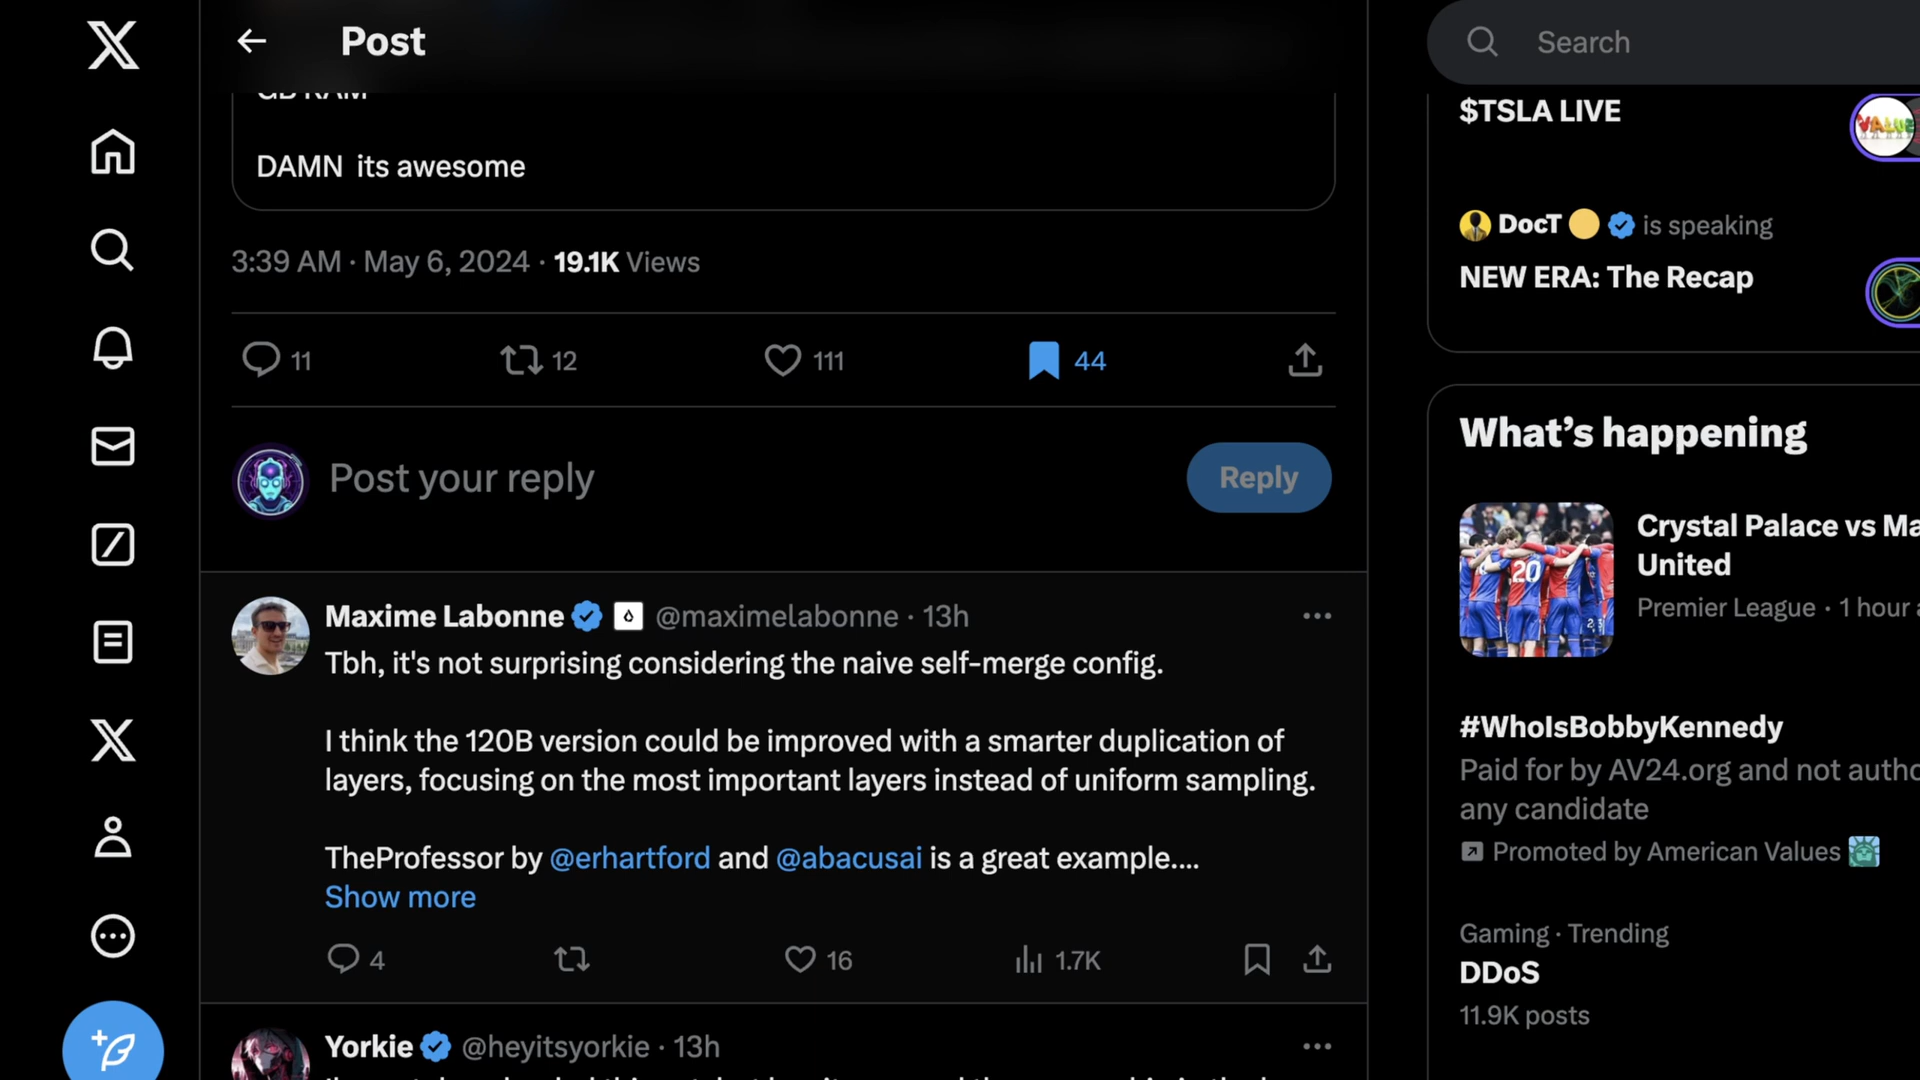 Post
Search
GB RAM
DAMN its awesome
3:39 AM · May 6, 2024 · 19.1K Views
11
12
111
44
Post your reply
Reply
Maxime Labonne @maximelabonne · 13h
Tbh, it's not surprising considering the naive self-merge config.
I think the 120B version could be improved with a smarter duplication of
layers, focusing on the most important layers instead of uniform sampling.
TheProfessor by @erhartford and @abacusai is a great example....
Show more
4
16
1.7K
Yorkie @heyitsyorkie · 13h
$TSLA LIVE
VALUE
DocT is speaking
NEW ERA: The Recap
What's happening
20
Crystal Palace vs Ma
United
Premier League · 1 hour a
#WhoIsBobbyKennedy
Paid for by AV24.org and not autho
any candidate
Promoted by American Values
Gaming · Trending
DDoS
11.9K posts